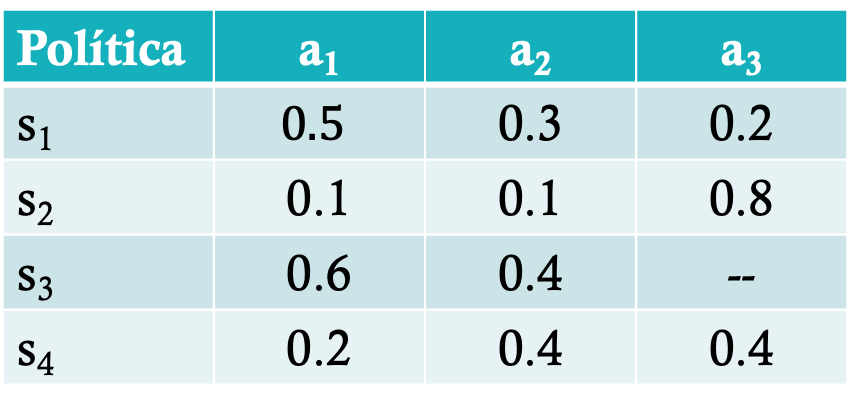 Política a₁ a₂ a₃
s₁ 0.5 0.3 0.2
s₂ 0.1 0.1 0.8
s₃ 0.6 0.4 --
s₄ 0.2 0.4 0.4